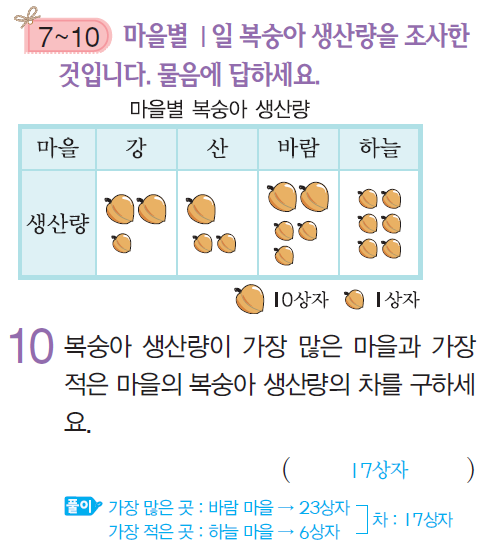 7~10 마을별 1일 복숭아 생산량을 조사한
것입니다. 물음에 답하세요.
마을별 복숭아 생산량
마을 강 산 바람 하늘
생산량
10상자 1상자
10 복숭아 생산량이 가장 많은 마을과 가장
적은 마을의 복숭아 생산량의 차를 구하세
요.
( 17상자 )
풀이 가장 많은 곳 : 바람 마을 → 23상자
가장 적은 곳 : 하늘 마을 → 6상자
차 : 17상자